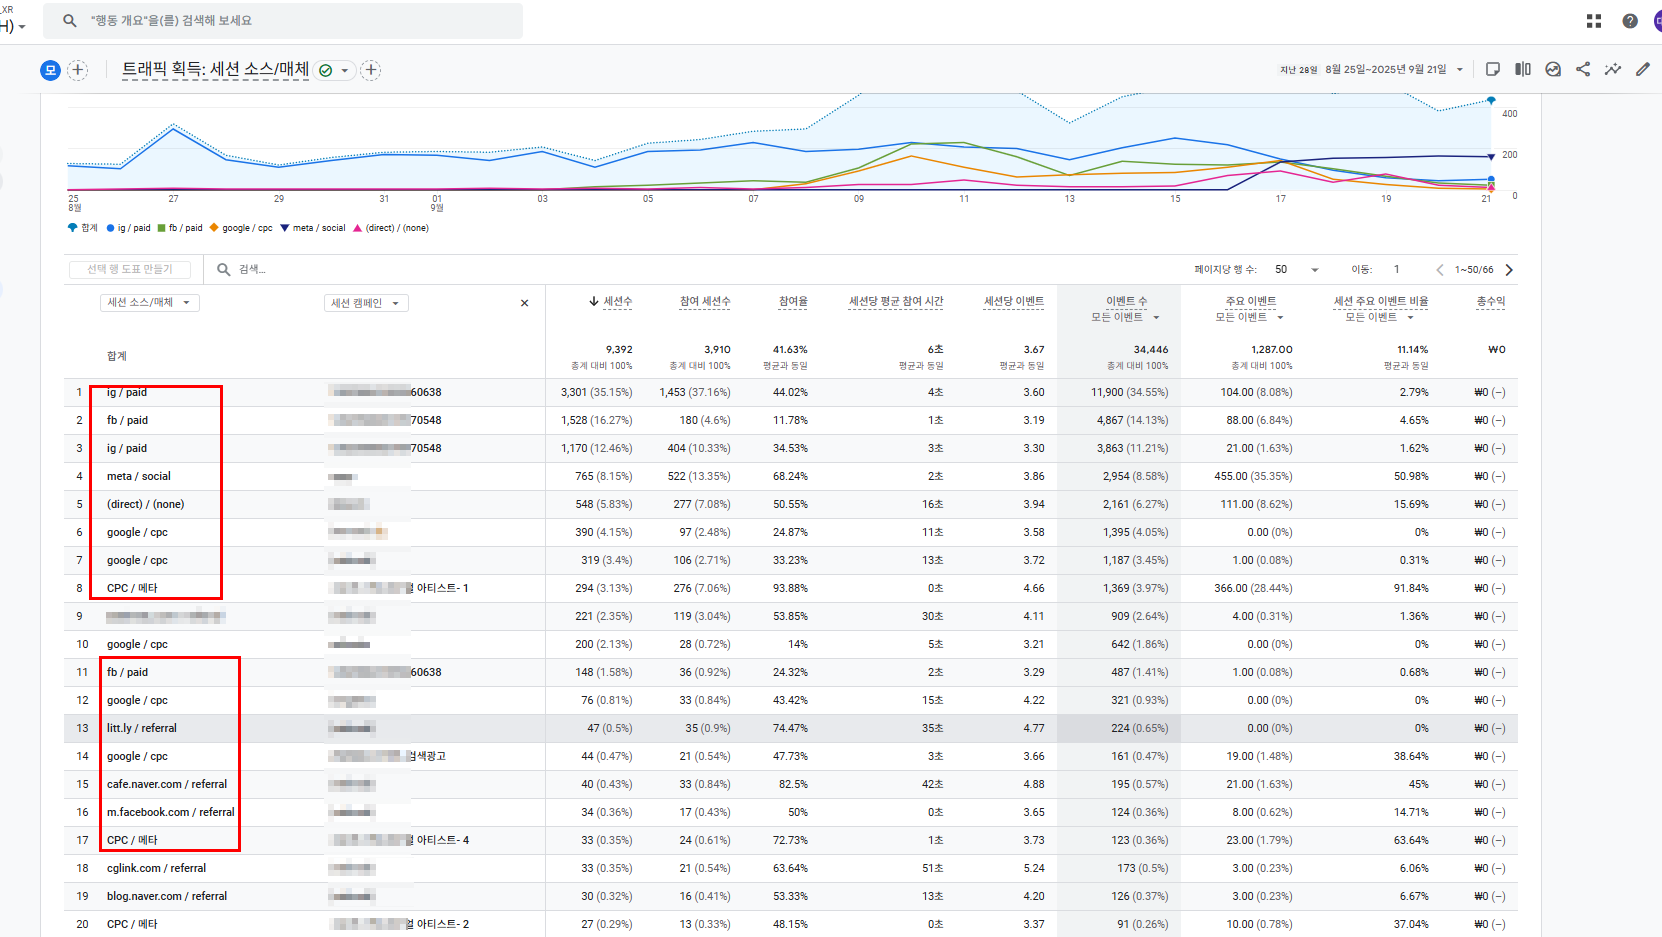 _XR
H)
"행동 개요"을(를) 검색해 보세요
모 트래픽 획득: 세션 소스/매체 지난 28일 8월 25일~2025년 9월 21일
400
200
0
25 27 29 31 01 03 05 07 09 11 13 15 17 19 21
8월 9월
합계 ig / paid fb / paid google / cpc meta / social (direct) / (none)
선택 행 도표 만들기 검색... 페이지당 행 수: 50 이동: 1 1~50/66
세션 소스/매체 세션 캠페인 세션수 참여 세션수 참여율 세션당 평균 참여 시간 세션당 이벤트 이벤트 수 주요 이벤트 세션 주요 이벤트 비율 총수익
모든 이벤트 모든 이벤트 모든 이벤트
합계 9,392 3,910 41.63% 6초 3.67 34,446 1,287.00 11.14% ₩0
총계 대비 100% 총계 대비 100% 평균과 동일 평균과 동일 평균과 동일 총계 대비 100% 총계 대비 100% 평균과 동일
1 ig / paid 60638 3,301 (35.15%) 1,453 (37.16%) 44.02% 4초 3.60 11,900 (34.55%) 104.00 (8.08%) 2.79% ₩0 (–)
2 fb / paid 70548 1,528 (16.27%) 180 (4.6%) 11.78% 1초 3.19 4,867 (14.13%) 88.00 (6.84%) 4.65% ₩0 (–)
3 ig / paid 70548 1,170 (12.46%) 404 (10.33%) 34.53% 3초 3.30 3,863 (11.21%) 21.00 (1.63%) 1.62% ₩0 (–)
4 meta / social 765 (8.15%) 522 (13.35%) 68.24% 2초 3.86 2,954 (8.58%) 455.00 (35.35%) 50.98% ₩0 (–)
5 (direct) / (none) 548 (5.83%) 277 (7.08%) 50.55% 16초 3.94 2,161 (6.27%) 111.00 (8.62%) 15.69% ₩0 (–)
6 google / cpc 390 (4.15%) 97 (2.48%) 24.87% 11초 3.58 1,395 (4.05%) 0.00 (0%) 0% ₩0 (–)
7 google / cpc 319 (3.4%) 106 (2.71%) 33.23% 13초 3.72 1,187 (3.45%) 1.00 (0.08%) 0.31% ₩0 (–)
8 CPC / 메타 아티스트- 1 294 (3.13%) 276 (7.06%) 93.88% 0초 4.66 1,369 (3.97%) 366.00 (28.44%) 91.84% ₩0 (–)
9 221 (2.35%) 119 (3.04%) 53.85% 30초 4.11 909 (2.64%) 4.00 (0.31%) 1.36% ₩0 (–)
10 google / cpc 200 (2.13%) 28 (0.72%) 14% 5초 3.21 642 (1.86%) 0.00 (0%) 0% ₩0 (–)
11 fb / paid 60638 148 (1.58%) 36 (0.92%) 24.32% 2초 3.29 487 (1.41%) 1.00 (0.08%) 0.68% ₩0 (–)
12 google / cpc 76 (0.81%) 33 (0.84%) 43.42% 15초 4.22 321 (0.93%) 0.00 (0%) 0% ₩0 (–)
13 litt.ly / referral 47 (0.5%) 35 (0.9%) 74.47% 35초 4.77 224 (0.65%) 0.00 (0%) 0% ₩0 (–)
14 google / cpc 검색광고 44 (0.47%) 21 (0.54%) 47.73% 3초 3.66 161 (0.47%) 19.00 (1.48%) 38.64% ₩0 (–)
15 cafe.naver.com / referral 40 (0.43%) 33 (0.84%) 82.5% 42초 4.88 195 (0.57%) 21.00 (1.63%) 45% ₩0 (–)
16 m.facebook.com / referral 34 (0.36%) 17 (0.43%) 50% 0초 3.65 124 (0.36%) 8.00 (0.62%) 14.71% ₩0 (–)
17 CPC / 메타 아티스트- 4 33 (0.35%) 24 (0.61%) 72.73% 1초 3.73 123 (0.36%) 23.00 (1.79%) 63.64% ₩0 (–)
18 cglink.com / referral 33 (0.35%) 21 (0.54%) 63.64% 51초 5.24 173 (0.5%) 3.00 (0.23%) 6.06% ₩0 (–)
19 blog.naver.com / referral 30 (0.32%) 16 (0.41%) 53.33% 13초 4.20 126 (0.37%) 3.00 (0.23%) 6.67% ₩0 (–)
20 CPC / 메타 아티스트- 2 27 (0.29%) 13 (0.33%) 48.15% 0초 3.37 91 (0.26%) 10.00 (0.78%) 37.04% ₩0 (–)